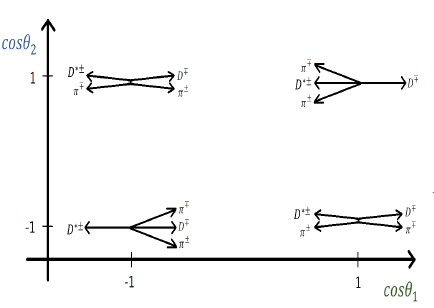 cosθ₂
1
D*± D∓
π∓ π±
π∓
D*± D∓
π±
-1
π∓
D*± D∓
π±
D*± D∓
π± π∓
-1
1
cosθ₁